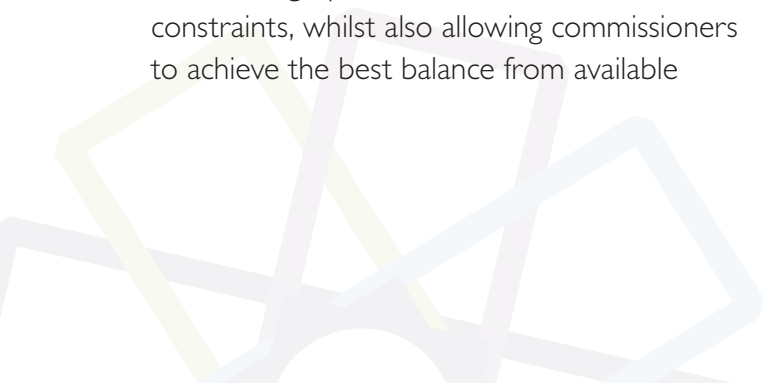 constraints, whilst also allowing commissioners
to achieve the best balance from available